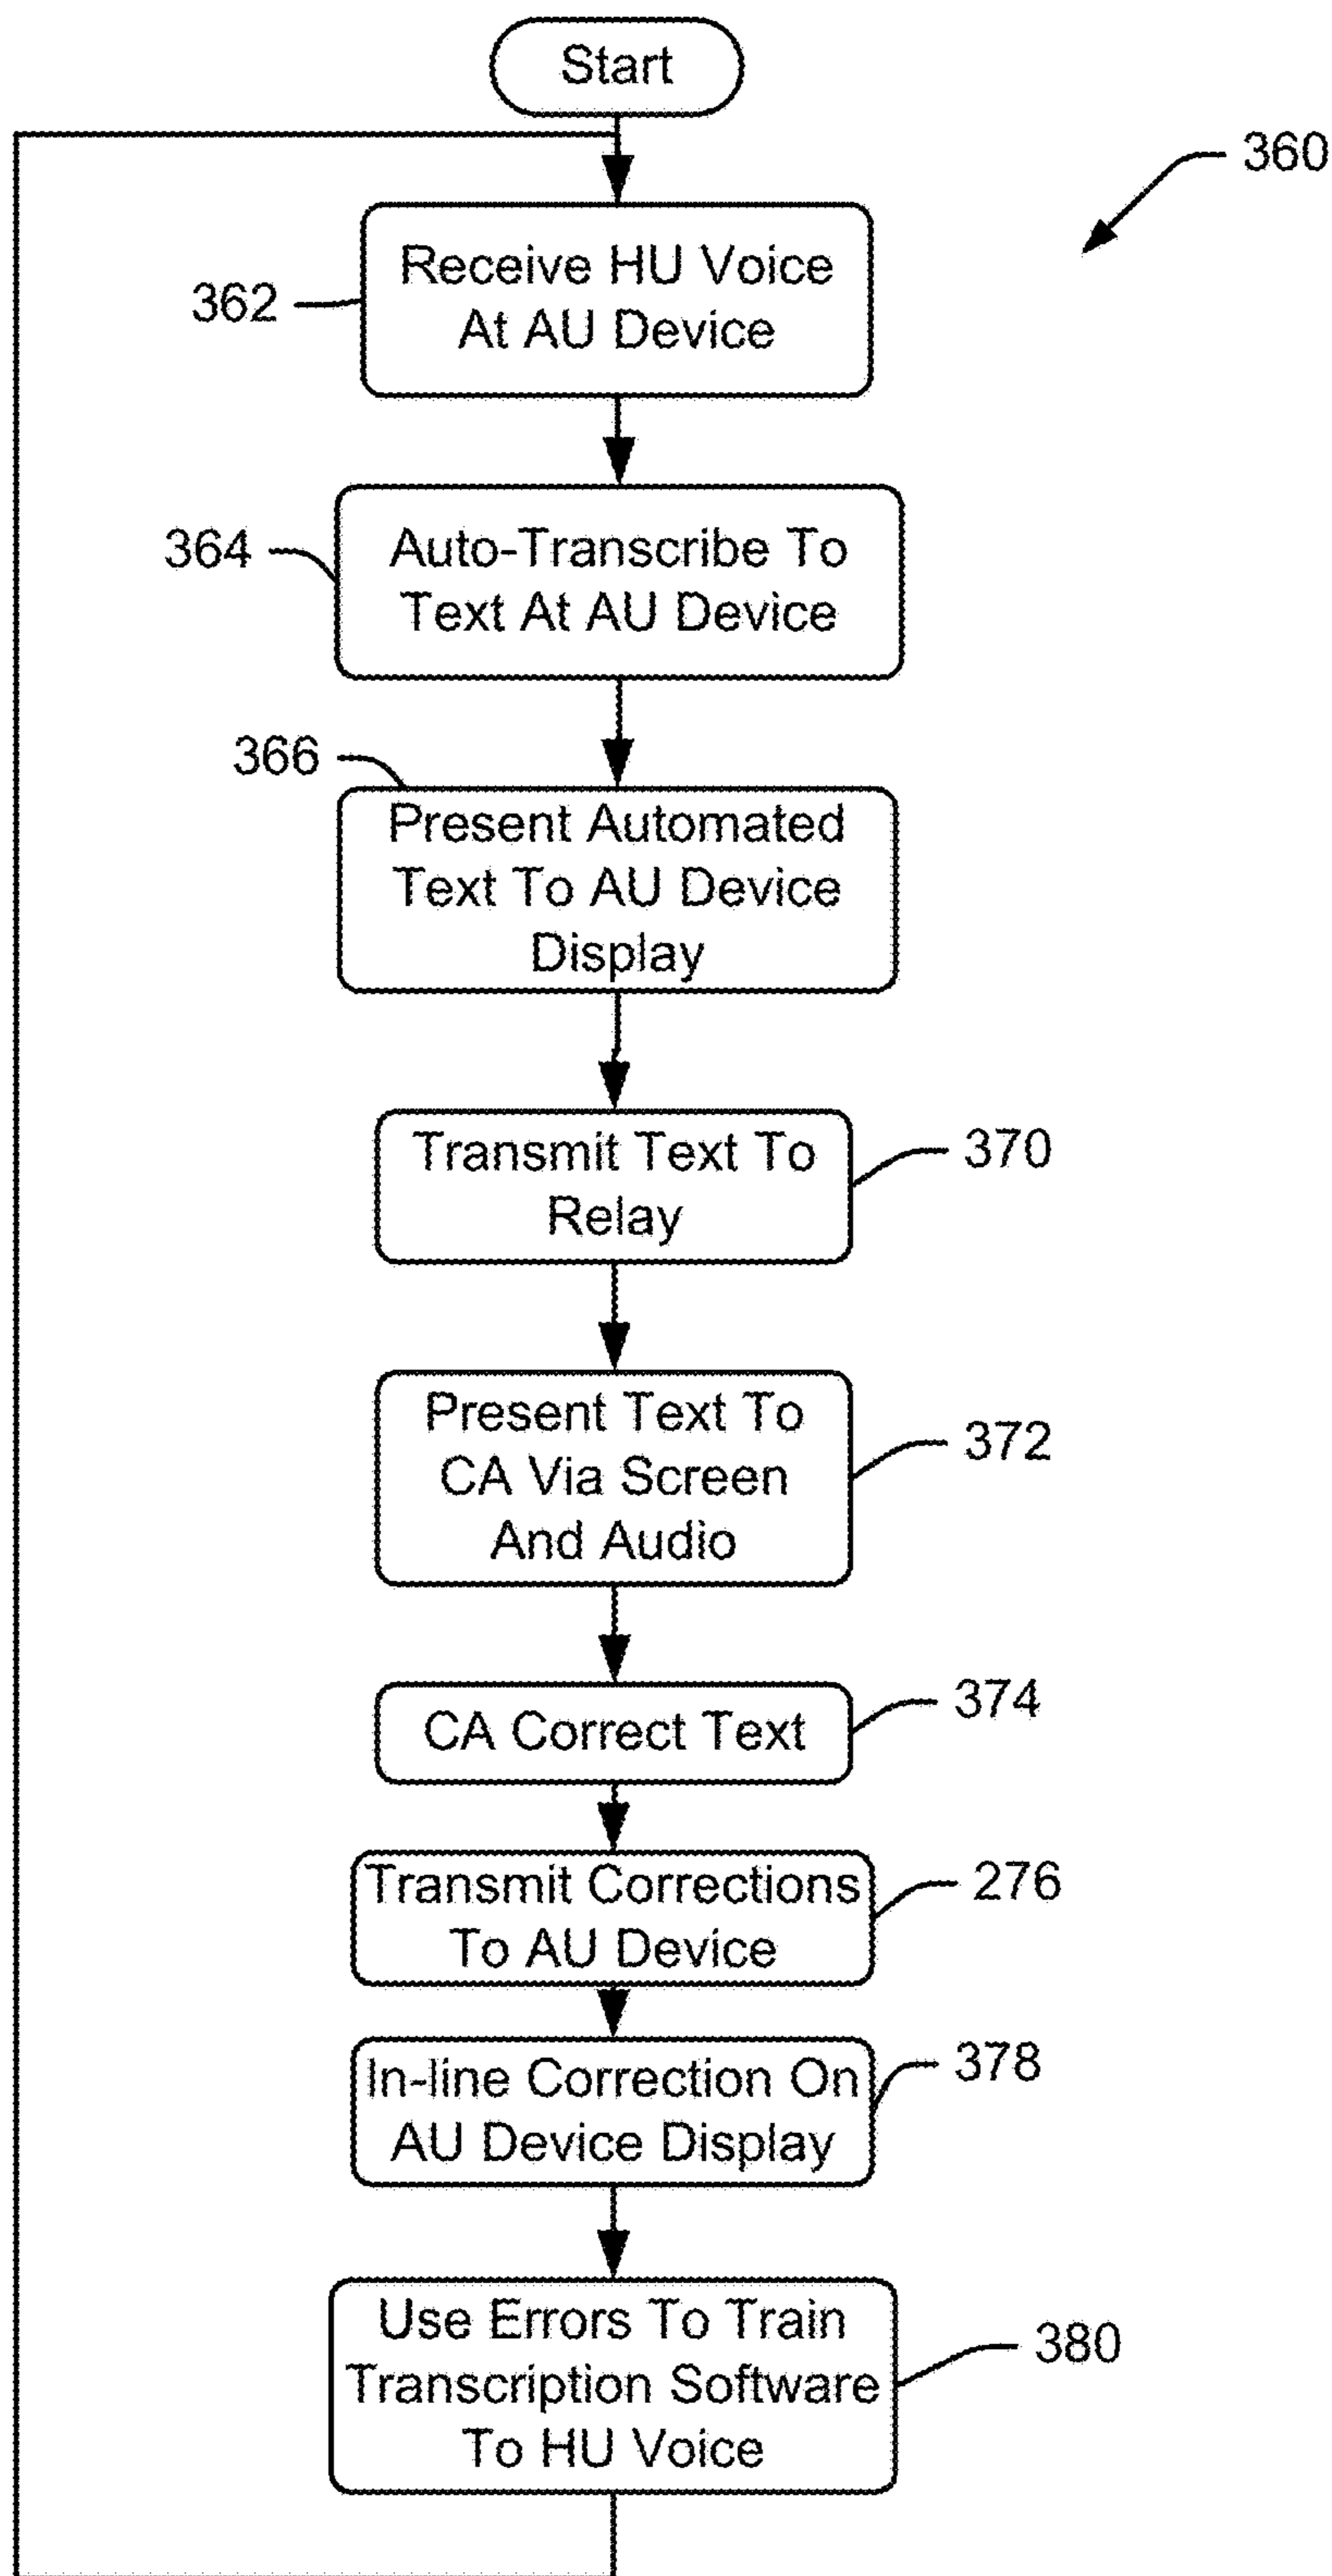 Start
360
Receive HU Voice
At AU Device
362
Auto-Transcribe To
Text At AU Device
364
366
Present Automated
Text To AU Device
Display
Transmit Text To
Relay
370
Present Text To
CA Via Screen
And Audio
372
CA Correct Text
374
Transmit Corrections
To AU Device
276
In-line Correction On
AU Device Display
378
Use Errors To Train
Transcription Software
To HU Voice
380